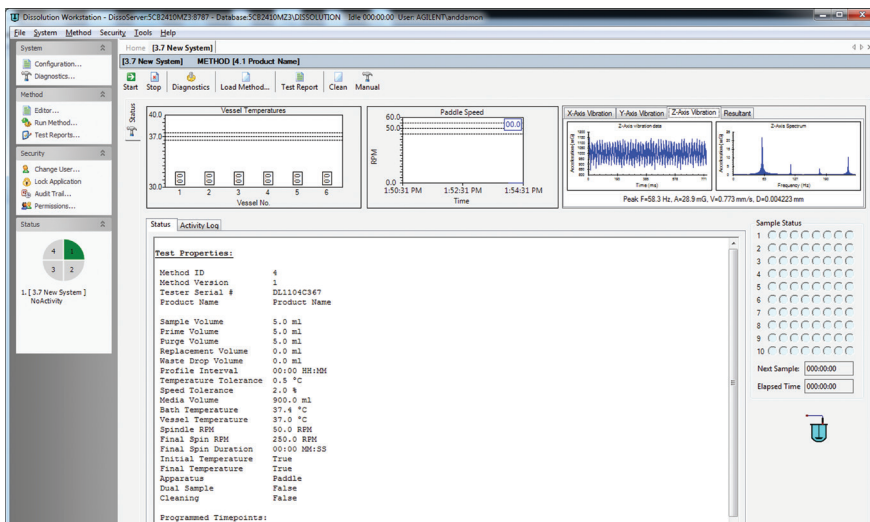 Dissolution Workstation - DissoServer:5CB2410MZ3:8787 - Database:5CB2410MZ3\DISSOLUTION Idle 000:00:00 User: AGILENT\anddamon
File System Method Security Tools Help
System
Configuration...
Diagnostics...
Method
Editor...
Run Method...
Test Reports...
Security
Change User...
Lock Application
Audit Trail...
Permissions...
Status
4 1
3 2
1. [ 3.7 New System ]
NoActivity
Home [3.7 New System]
[3.7 New System] METHOD [4.1 Product Name]
Start Stop Diagnostics Load Method... Test Report Clean Manual
Status
Vessel Temperatures
40.0
37.0
30.0
1 2 3 4 5 6
Vessel No.
Paddle Speed
60.0
50.0
00.0
RPM
0.0
1:50:31 PM 1:52:31 PM 1:54:31 PM
Time
X-Axis Vibration Y-Axis Vibration Z-Axis Vibration Resultant
Z-Axis vibration data
Time (ms)
Z-Axis Spectrum
Frequency (Hz)
Peak F=58.3 Hz, A=28.9 mG, V=0.773 mm/s, D=0.004223 mm
Status Activity Log
Test Properties:
Method ID 4
Method Version 1
Tester Serial # DL1104C367
Product Name Product Name
Sample Volume 5.0 ml
Prime Volume 5.0 ml
Purge Volume 5.0 ml
Replacement Volume 0.0 ml
Waste Drop Volume 0.0 ml
Profile Interval 00:00 HH:MM
Temperature Tolerance 0.5 °C
Speed Tolerance 2.0 %
Media Volume 900.0 ml
Bath Temperature 37.4 °C
Vessel Temperature 37.0 °C
Spindle RPM 50.0 RPM
Final Spin RPM 250.0 RPM
Final Spin Duration 00:00 MM:SS
Initial Temperature True
Final Temperature True
Apparatus Paddle
Dual Sample False
Cleaning False
Programmed Timepoints:
Sample Status
1
2
3
4
5
6
7
8
9
10
Next Sample: 000:00:00
Elapsed Time 000:00:00